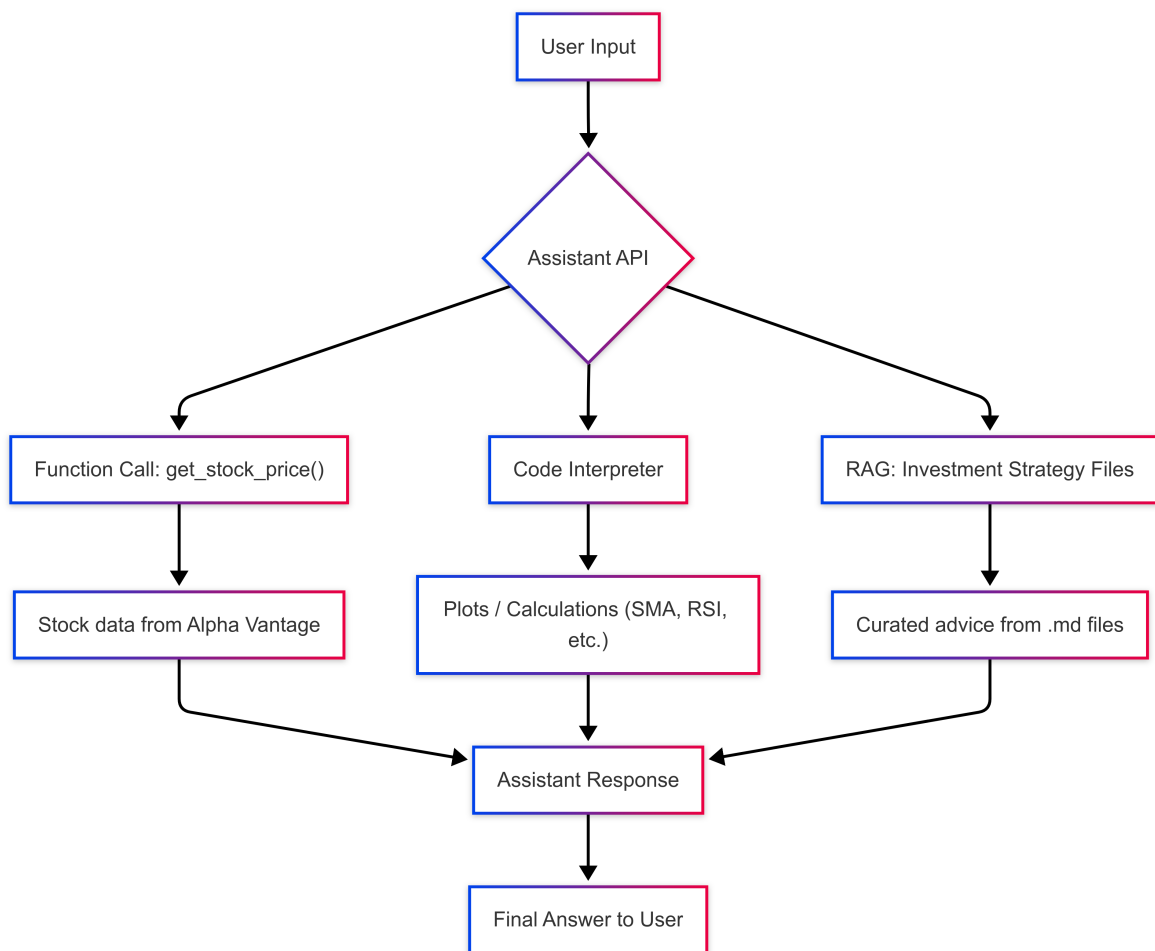 User Input
Assistant API
Function Call: get_stock_price()
Code Interpreter
RAG: Investment Strategy Files
Stock data from Alpha Vantage
Plots / Calculations (SMA, RSI,
etc.)
Curated advice from .md files
Assistant Response
Final Answer to User